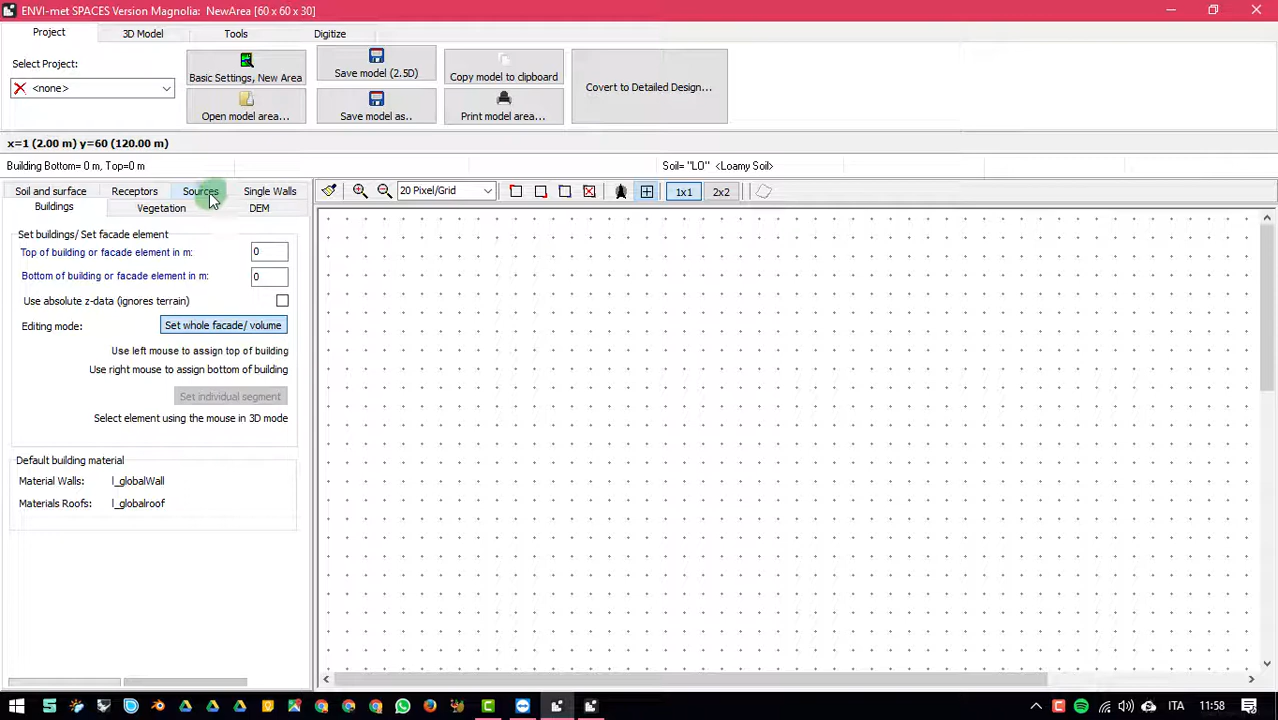 ENVI-met SPACES Version Magnolia: NewArea [60 x 60 x 30]
Project 3D Model Tools Digitize
Select Project:
<none>
Basic Settings, New Area
Open model area...
Save model (2.5D)
Save model as..
Copy model to clipboard
Print model area...
Covert to Detailed Design...
x=1 (2.00 m) y=60 (120.00 m)
Building Bottom= 0 m, Top=0 m Soil= "LO" <Loamy Soil>
Soil and surface Receptors Sources Single Walls
Buildings Vegetation DEM
20 Pixel/Grid 1x1 2x2
Set buildings/ Set facade element
Top of building or facade element in m: 0
Bottom of building or facade element in m: 0
Use absolute z-data (ignores terrain)
Editing mode: Set whole facade/ volume
Use left mouse to assign top of building
Use right mouse to assign bottom of building
Set individual segment
Select element using the mouse in 3D mode
Default building material
Material Walls: l_globalWall
Materials Roofs: l_globalroof
ITA 11:58